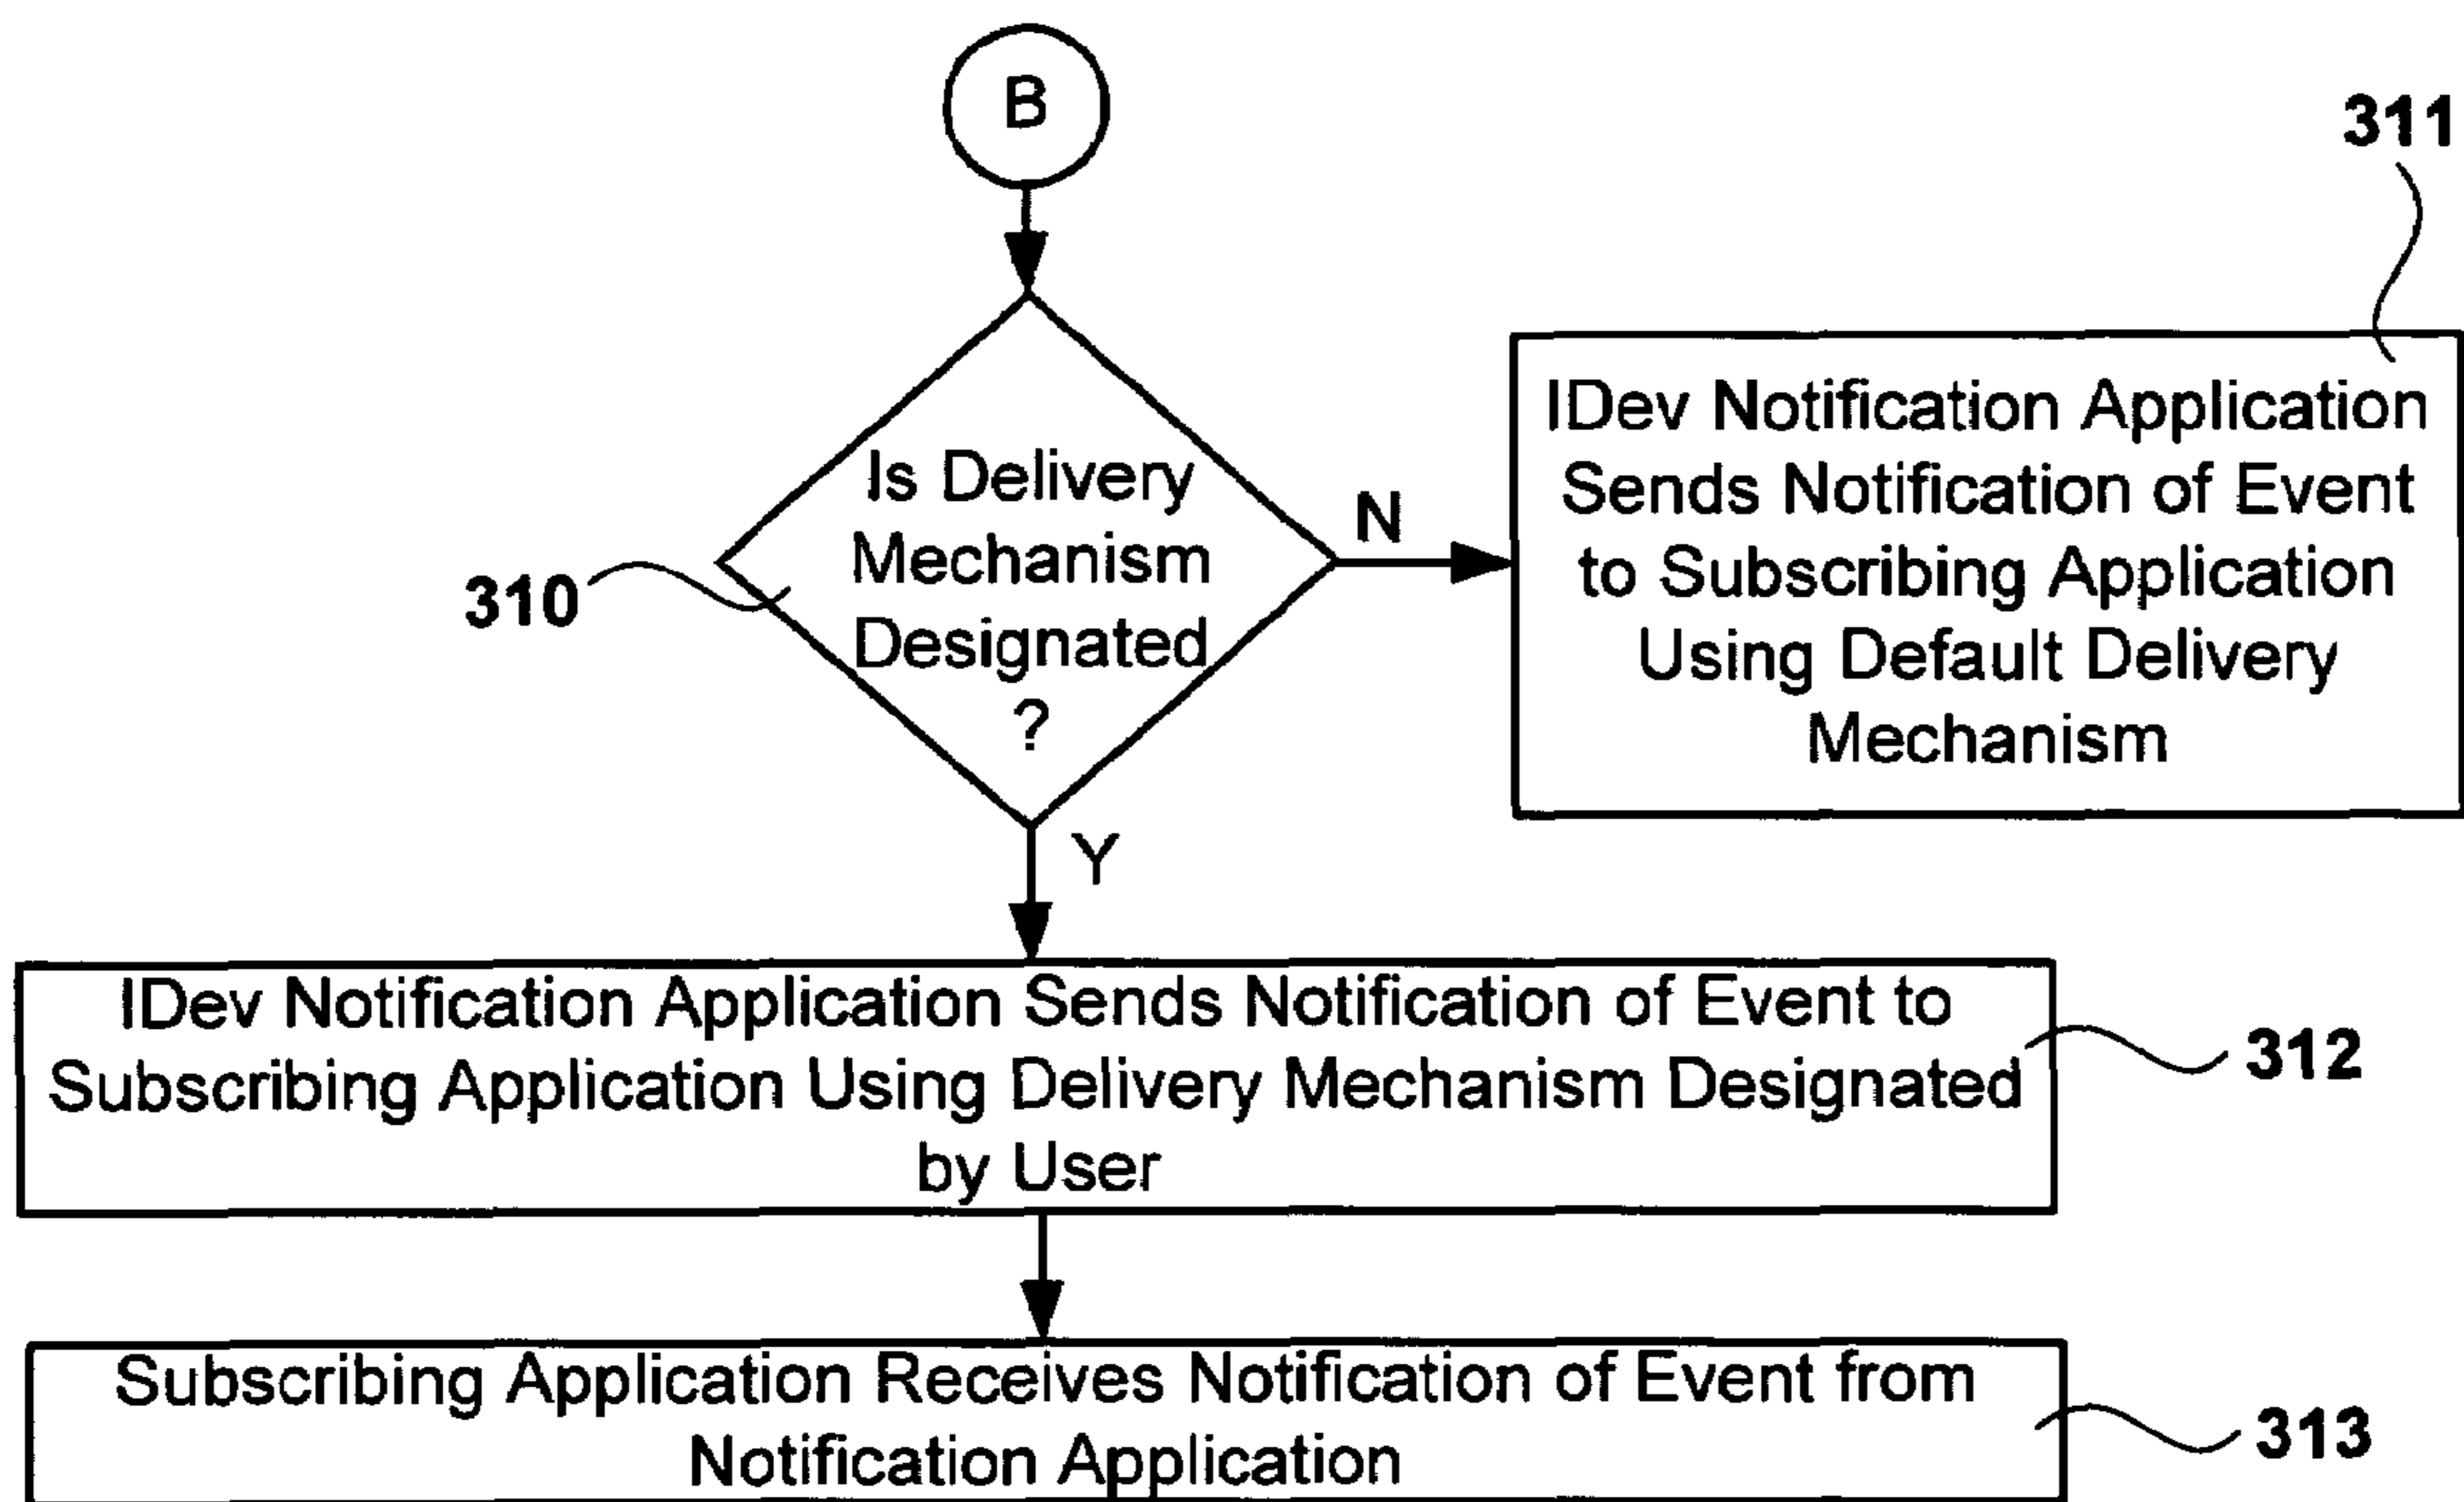 B
311
Is Delivery
Mechanism
Designated
?
310
N
IDev Notification Application
Sends Notification of Event
to Subscribing Application
Using Default Delivery
Mechanism
Y
IDev Notification Application Sends Notification of Event to
Subscribing Application Using Delivery Mechanism Designated
by User
312
Subscribing Application Receives Notification of Event from
Notification Application
313